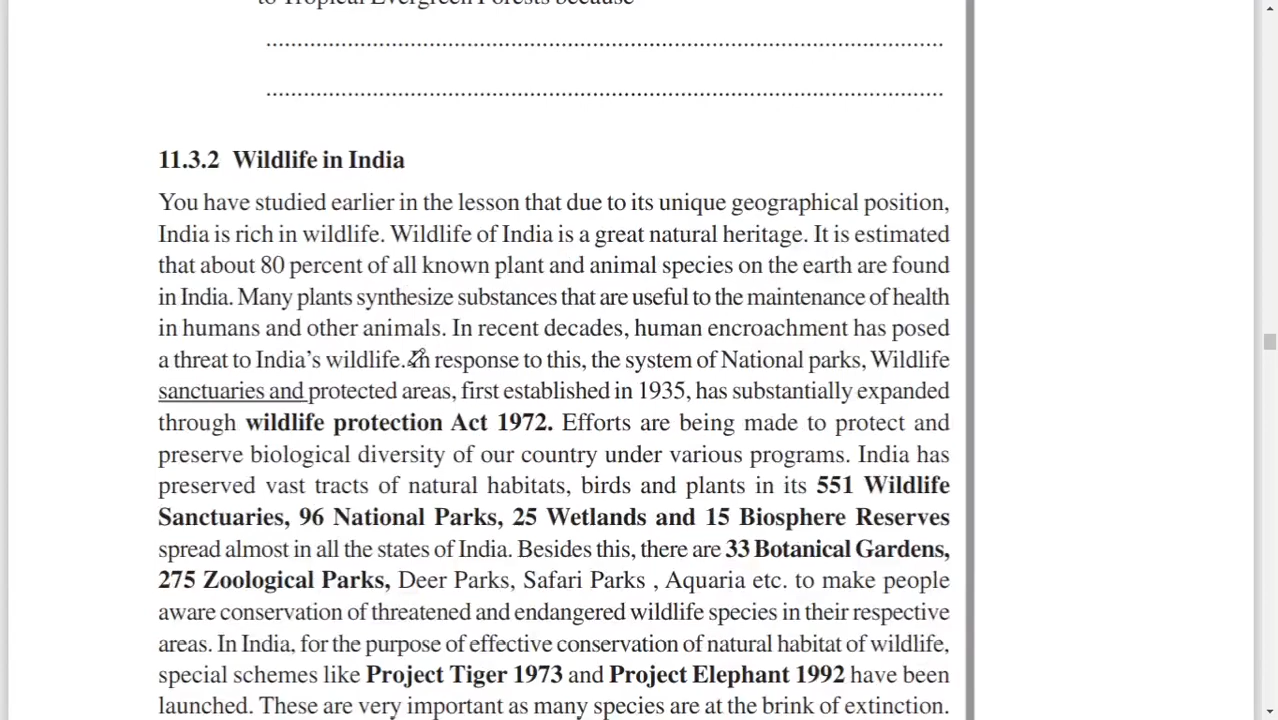 to Tropical Evergreen Forests because
..............................................................................................................
..............................................................................................................
11.3.2 Wildlife in India
You have studied earlier in the lesson that due to its unique geographical position,
India is rich in wildlife. Wildlife of India is a great natural heritage. It is estimated
that about 80 percent of all known plant and animal species on the earth are found
in India. Many plants synthesize substances that are useful to the maintenance of health
in humans and other animals. In recent decades, human encroachment has posed
a threat to India's wildlife. In response to this, the system of National parks, Wildlife
sanctuaries and protected areas, first established in 1935, has substantially expanded
through wildlife protection Act 1972. Efforts are being made to protect and
preserve biological diversity of our country under various programs. India has
preserved vast tracts of natural habitats, birds and plants in its 551 Wildlife
Sanctuaries, 96 National Parks, 25 Wetlands and 15 Biosphere Reserves
spread almost in all the states of India. Besides this, there are 33 Botanical Gardens,
275 Zoological Parks, Deer Parks, Safari Parks , Aquaria etc. to make people
aware conservation of threatened and endangered wildlife species in their respective
areas. In India, for the purpose of effective conservation of natural habitat of wildlife,
special schemes like Project Tiger 1973 and Project Elephant 1992 have been
launched. These are very important as many species are at the brink of extinction.